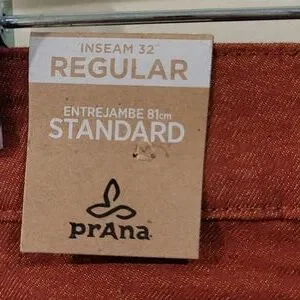 INSEAM 32"
REGULAR
ENTREJAMBE 81cm
STANDARD
prAna